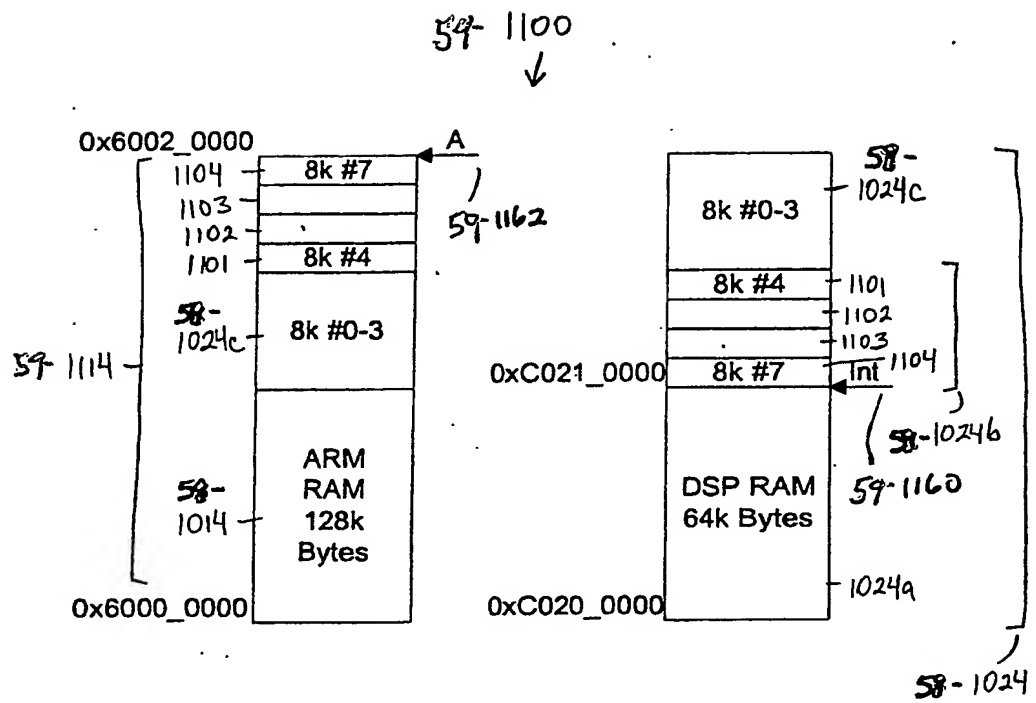 59-1100
0x6002_0000
A
1104
8k #7
1103
59-1162
1102
1101
8k #4
58-
1024c
8k #0-3
59-1114
58-
1014
ARM
RAM
128k
Bytes
0x6000_0000
58-
1024c
8k #0-3
8k #4
1101
1102
1103
0xC021_0000
8k #7
Int
1104
58-1024b
59-1160
DSP RAM
64k Bytes
1024a
0xC020_0000
58-1024